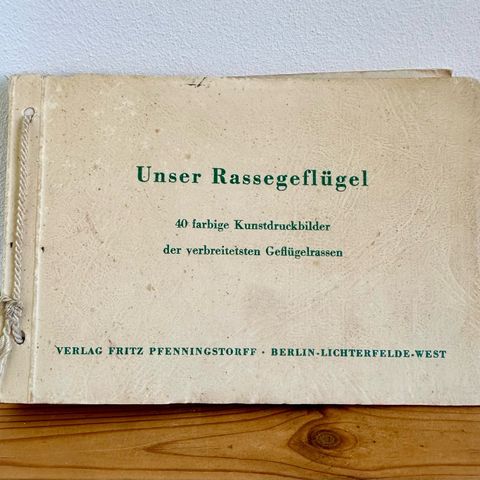 Unser Rassegeflügel
40 farbige Kunstdruckbilder
der verbreitetsten Geflügelrassen
VERLAG FRITZ PFENNINGSTORFF · BERLIN-LICHTERFELDE-WEST